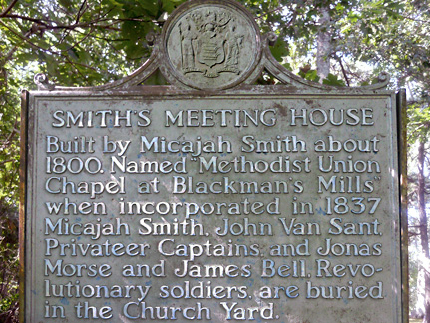 SMITH'S MEETING HOUSE
Built by Micajah Smith about
1800. Named "Methodist Union
Chapel at Blackman's Mills"
when incorporated in 1837
Micajah Smith, John Van Sant,
Privateer Captains, and Jonas
Morse and James Bell, Revo-
lutionary soldiers, are buried
in the Church Yard.